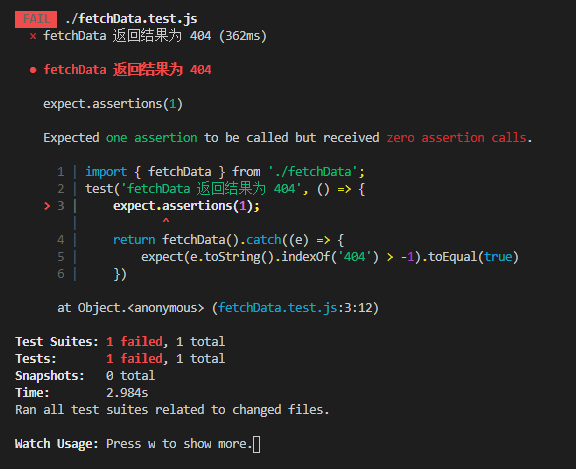 FAIL ./fetchData.test.js
× fetchData 返回结果为 404 (362ms)
● fetchData 返回结果为 404
expect.assertions(1)
Expected one assertion to be called but received zero assertion calls.
1 | import { fetchData } from './fetchData';
2 | test('fetchData 返回结果为 404', () => {
> 3 |     expect.assertions(1);
|            ^
4 |     return fetchData().catch((e) => {
5 |         expect(e.toString().indexOf('404') > -1).toEqual(true)
6 |     })
at Object.<anonymous> (fetchData.test.js:3:12)
Test Suites: 1 failed, 1 total
Tests:       1 failed, 1 total
Snapshots:   0 total
Time:        2.984s
Ran all test suites related to changed files.
Watch Usage: Press w to show more.